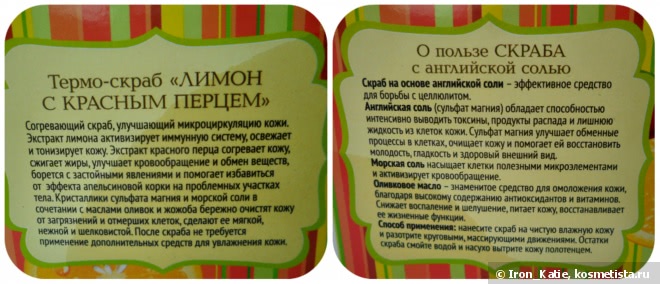 Термо-скраб «ЛИМОН
С КРАСНЫМ ПЕРЦЕМ»
Согревающий скраб, улучшающий микроциркуляцию кожи.
Экстракт лимона активизирует иммунную систему, освежает
и тонизирует кожу. Экстракт красного перца согревает кожу,
сжигает жиры, улучшает кровообращение и обмен веществ,
борется с застойными явлениями и помогает избавиться
от эффекта апельсиновой корки на проблемных участках
тела. Кристаллики сульфата магния и морской соли в
сочетании с маслами оливок и жожоба бережно очистят кожу
от загрязнений и отмерших клеток, сделают ее мягкой,
нежной и шелковистой. После скраба не требуется
применение дополнительных средств для увлажнения кожи.
О пользе СКРАБА
с английской солью
Скраб на основе английской соли – эффективное средство
для борьбы с целлюлитом.
Английская соль (сульфат магния) обладает способностью
интенсивно выводить токсины, продукты распада и лишнюю
жидкость из клеток кожи. Сульфат магния улучшает обменные
процессы в клетках, очищает кожу и помогает ей восстановить
молодость, гладкость и здоровый внешний вид.
Морская соль насыщает клетки полезными микроэлементами
и активизирует кровообращение.
Оливковое масло – знаменитое средство для омоложения кожи,
благодаря высокому содержанию антиоксидантов и витаминов.
Снижает воспаление и шелушение, питает кожу, восстанавливает
ее жизненные функции.
Способ применения: нанесите скраб на чистую влажную кожу
и разотрите круговыми, массирующими движениями. Остатки
скраба смойте водой и насухо вытрите кожу полотенцем.
© Iron_Katie, kosmetista.ru